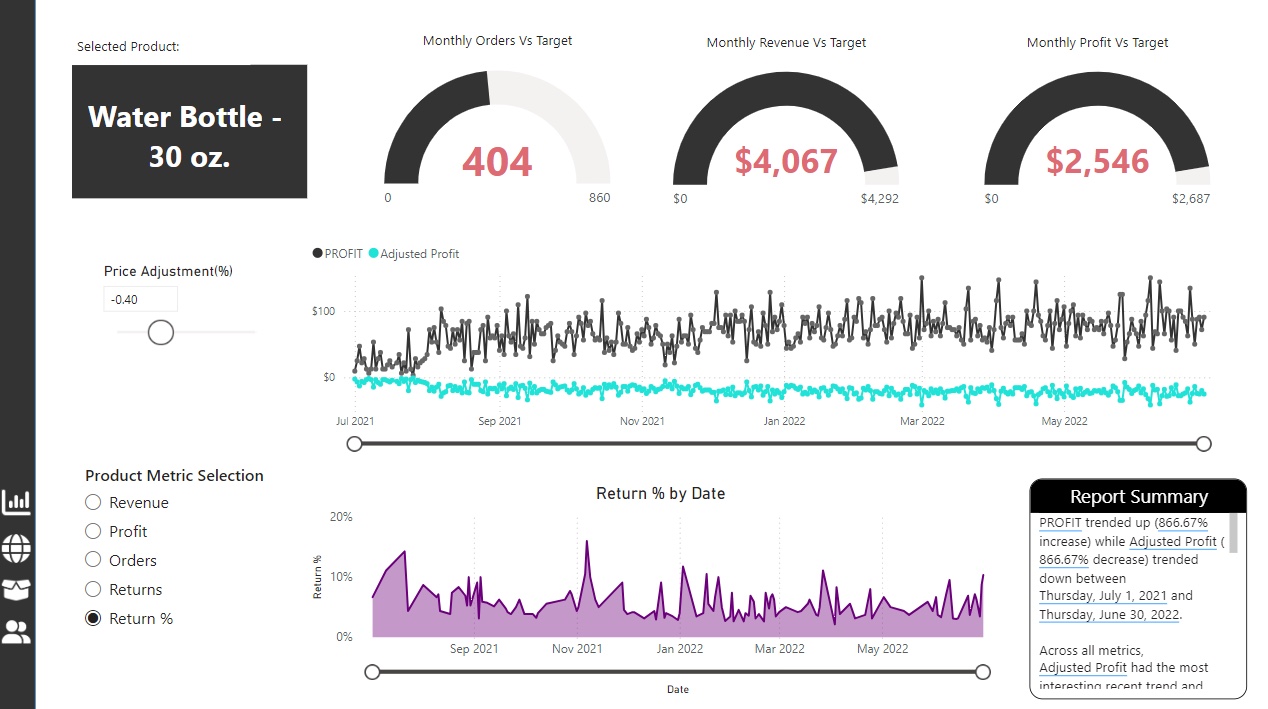 Selected Product:
Water Bottle -
30 oz.
Monthly Orders Vs Target
404
0
860
Monthly Revenue Vs Target
$4,067
$0
$4,292
Monthly Profit Vs Target
$2,546
$0
$2,687
Price Adjustment(%)
-0.40
PROFIT
Adjusted Profit
$100
$0
Jul 2021
Sep 2021
Nov 2021
Jan 2022
Mar 2022
May 2022
Product Metric Selection
Revenue
Profit
Orders
Returns
Return %
Return % by Date
Return %
20%
10%
0%
Sep 2021
Nov 2021
Jan 2022
Mar 2022
May 2022
Date
Report Summary
PROFIT trended up (866.67%
increase) while Adjusted Profit (
866.67% decrease) trended
down between
Thursday, July 1, 2021 and
Thursday, June 30, 2022.
Across all metrics,
Adjusted Profit had the most
interesting recent trend and